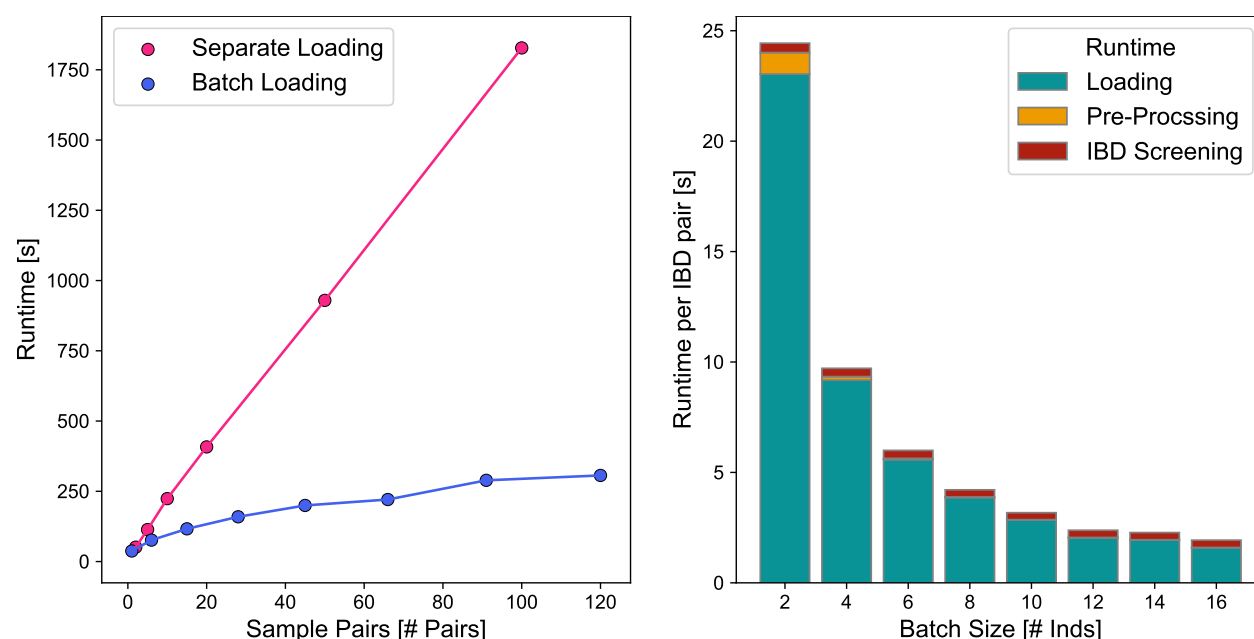 Separate Loading
Batch Loading
1750
1500
1250
1000
750
500
250
0
Runtime [s]
0 20 40 60 80 100 120
Sample Pairs [# Pairs]
Runtime
Loading
Pre-Procssing
IBD Screening
25
20
15
10
5
0
Runtime per IBD pair [s]
2 4 6 8 10 12 14 16
Batch Size [# Inds]